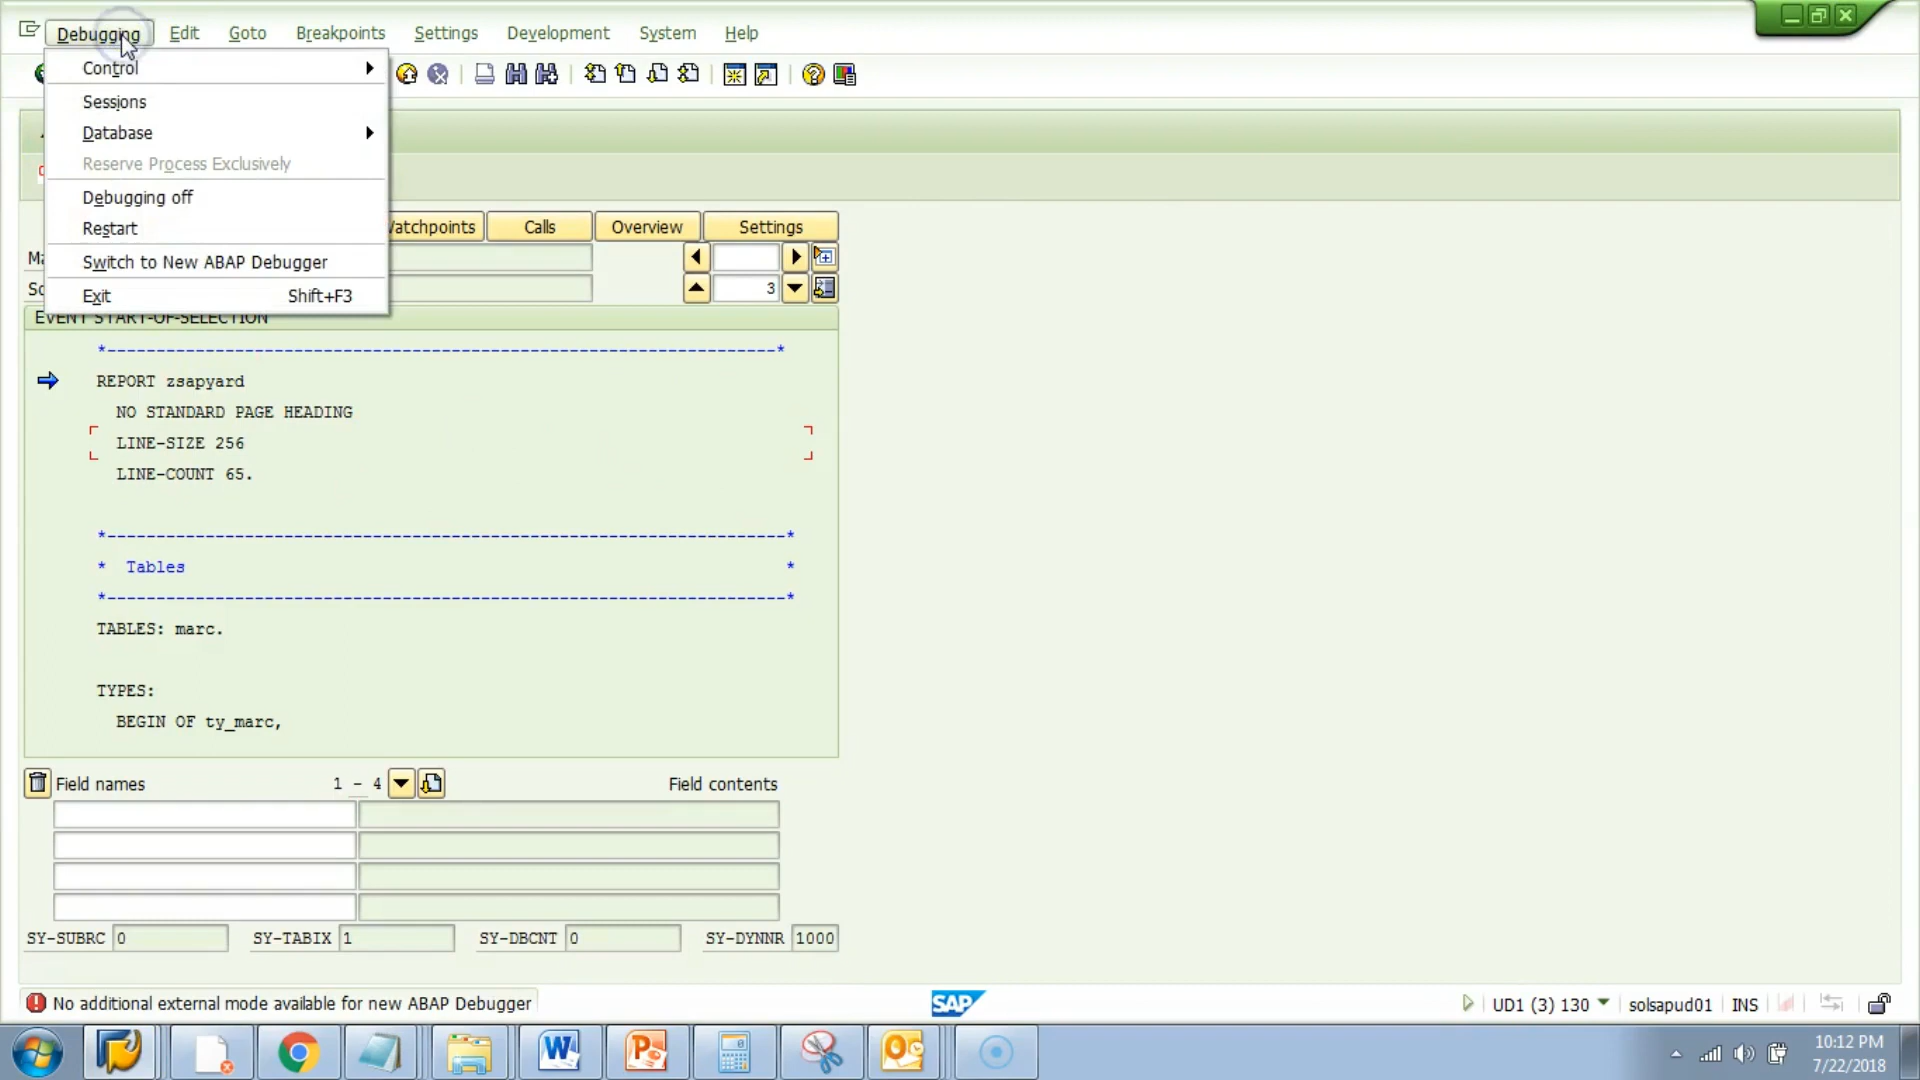 Debugging Edit Goto Breakpoints Settings Development System Help
Control
Sessions
Database
Reserve Process Exclusively
Debugging off
Restart
Switch to New ABAP Debugger
Exit Shift+F3
Watchpoints Calls Overview Settings
Ma
So 3
EVENT START-OF-SELECTION
*--------------------------------------------------------------------*
REPORT zsapyard
NO STANDARD PAGE HEADING
LINE-SIZE 256
LINE-COUNT 65.
*---------------------------------------------------------------------*
* Tables *
*---------------------------------------------------------------------*
TABLES: marc.
TYPES:
BEGIN OF ty_marc,
Field names 1 - 4 Field contents
SY-SUBRC 0 SY-TABIX 1 SY-DBCNT 0 SY-DYNNR 1000
No additional external mode available for new ABAP Debugger SAP UD1 (3) 130 solsapud01 INS
10:12 PM
7/22/2018